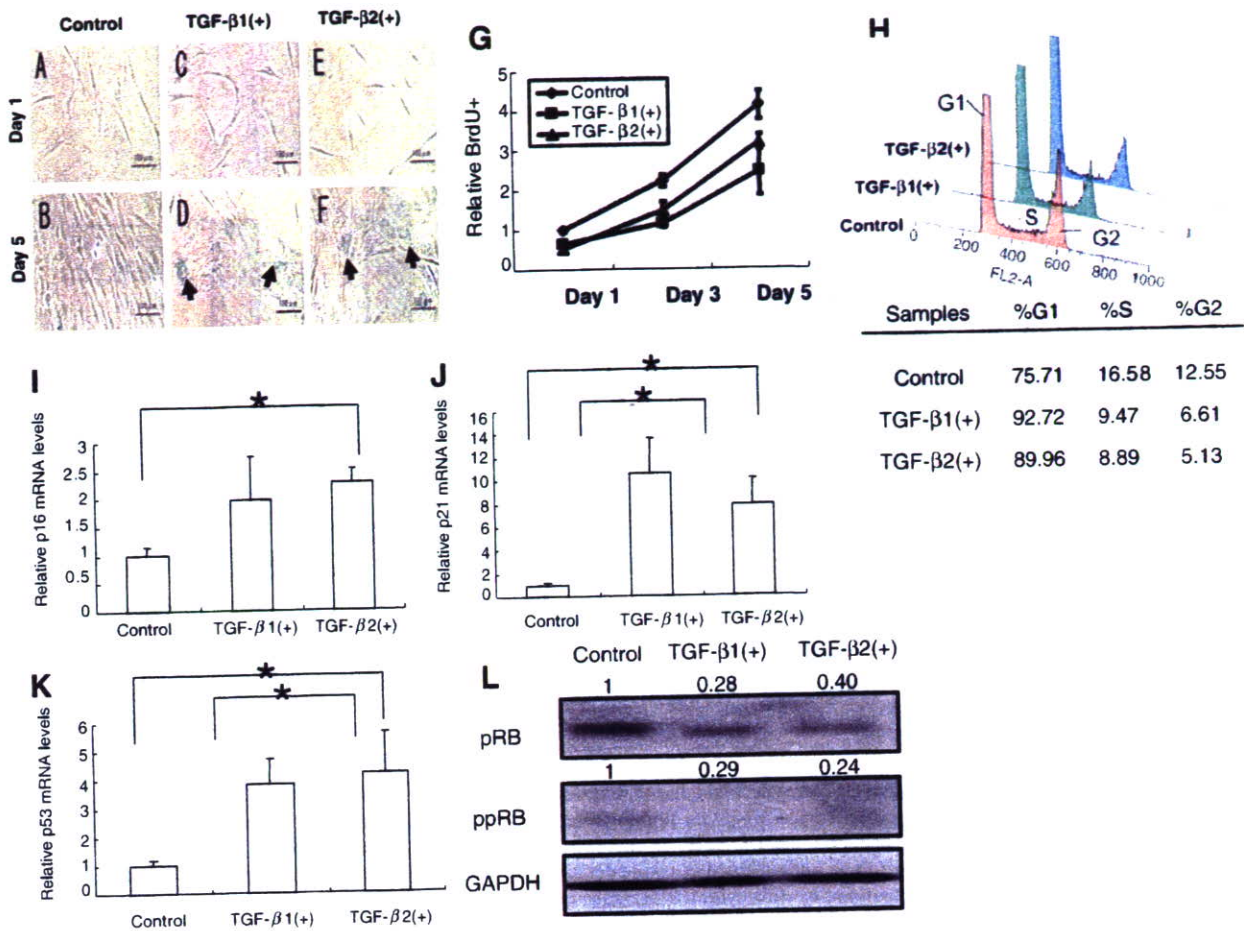 Control TGF-β1(+) TGF-β2(+)
Day 1
A
C
E
Day 5
B
D
F
G
Relative BrdU+
5
4
3
2
1
0
Control
TGF-β1(+)
TGF-β2(+)
Day 1 Day 3 Day 5
H
G1
TGF-β2(+)
TGF-β1(+)
Control
S
G2
0 200 400 600 800 1000
FL2-A
Samples %G1 %S %G2
Control 75.71 16.58 12.55
TGF-β1(+) 92.72 9.47 6.61
TGF-β2(+) 89.96 8.89 5.13
I
*
Relative p16 mRNA levels
3
2.5
2
1.5
1
0.5
0
Control TGF-β1(+) TGF-β2(+)
J
*
*
Relative p21 mRNA levels
16
14
12
10
8
6
4
2
0
Control TGF-β1(+) TGF-β2(+)
K
*
*
Relative p53 mRNA levels
6
5
4
3
2
1
0
Control TGF-β1(+) TGF-β2(+)
L
Control TGF-β1(+) TGF-β2(+)
1 0.28 0.40
pRB
1 0.29 0.24
ppRB
GAPDH